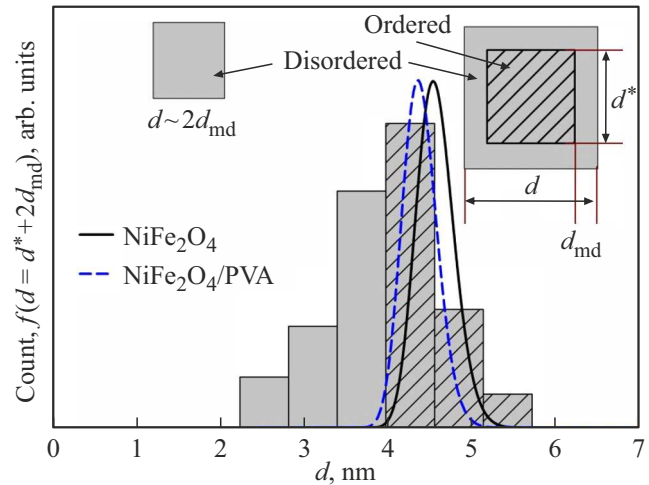 Ordered
Disordered
d ~ 2d_md
d*
d
d_md
NiFe₂O₄
NiFe₂O₄/PVA
Count, f(d = d* + 2d_md), arb. units
0 1 2 3 4 5 6 7
d, nm